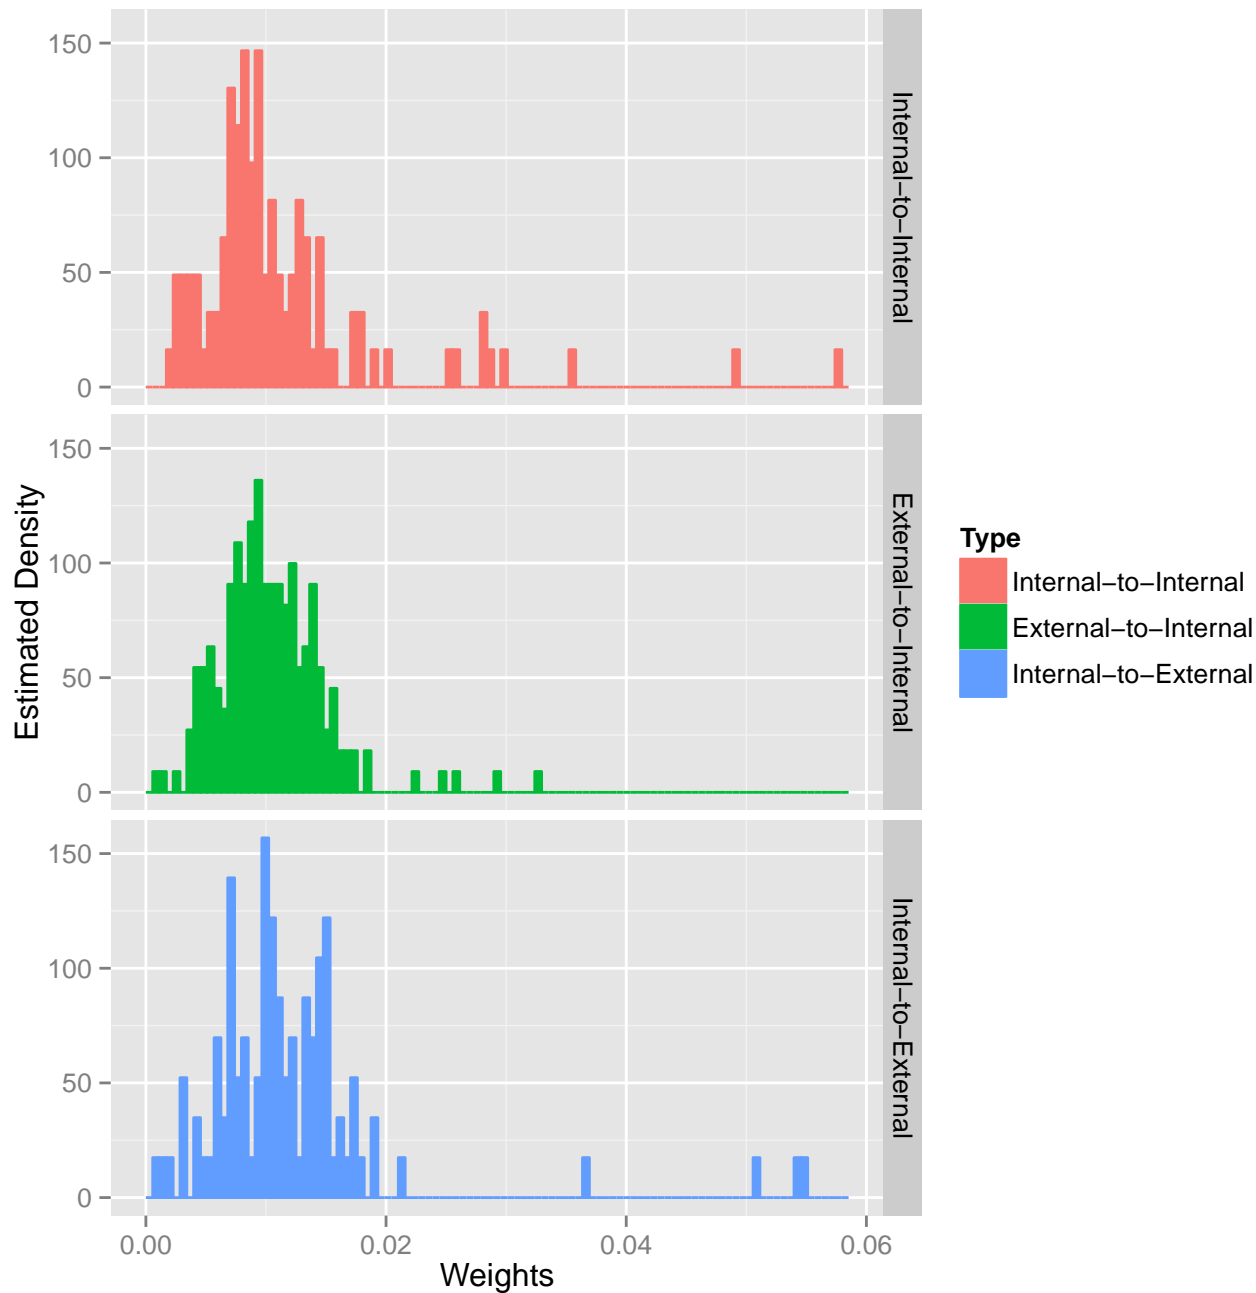 150
100
50
0
Internal-to-Internal
150
100
50
0
External-to-Internal
150
100
50
0
Internal-to-External
Estimated Density
0.00
0.02
0.04
0.06
Weights
Type
Internal-to-Internal
External-to-Internal
Internal-to-External